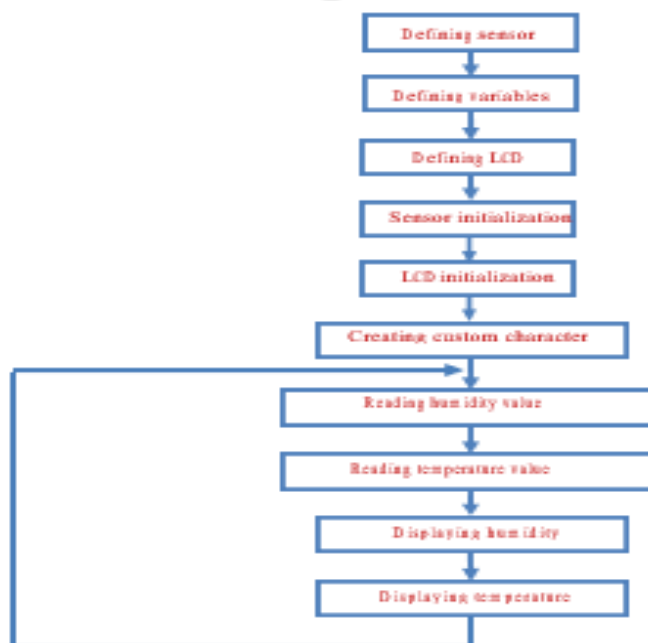 Defining sensor
Defining variables
Defining LCD
Sensor initialization
LCD initialization
Creating custom character
Reading humidity value
Reading temperature value
Displaying humidity
Displaying temperature